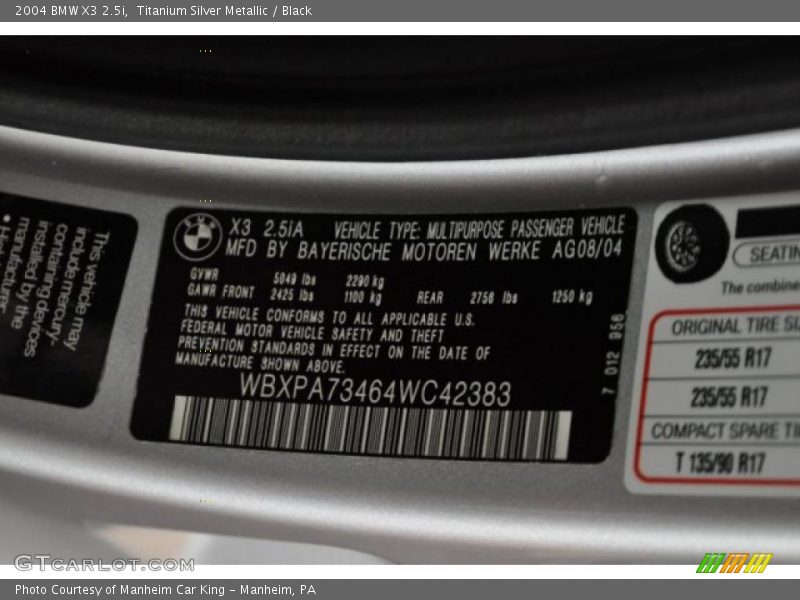 2004 BMW X3 2.5i, Titanium Silver Metallic / Black
This vehicle may
include mercury-
containing devices
installed by the
manufacturer:
BMW
X3 2.5iA VEHICLE TYPE: MULTIPURPOSE PASSENGER VEHICLE
MFD BY BAYERISCHE MOTOREN WERKE AG08/04
GVWR 5049 lbs 2290 kg
GAWR FRONT 2425 lbs 1100 kg REAR 2756 lbs 1250 kg
THIS VEHICLE CONFORMS TO ALL APPLICABLE U.S.
FEDERAL MOTOR VEHICLE SAFETY AND THEFT
PREVENTION STANDARDS IN EFFECT ON THE DATE OF
MANUFACTURE SHOWN ABOVE.
WBXPA73464WC42383
7 012 956
SEATIN
The combine
ORIGINAL TIRE
235/55 R17
235/55 R17
COMPACT SPARE
T 135/90 R17
GTcarlot.com
Photo Courtesy of Manheim Car King - Manheim, PA